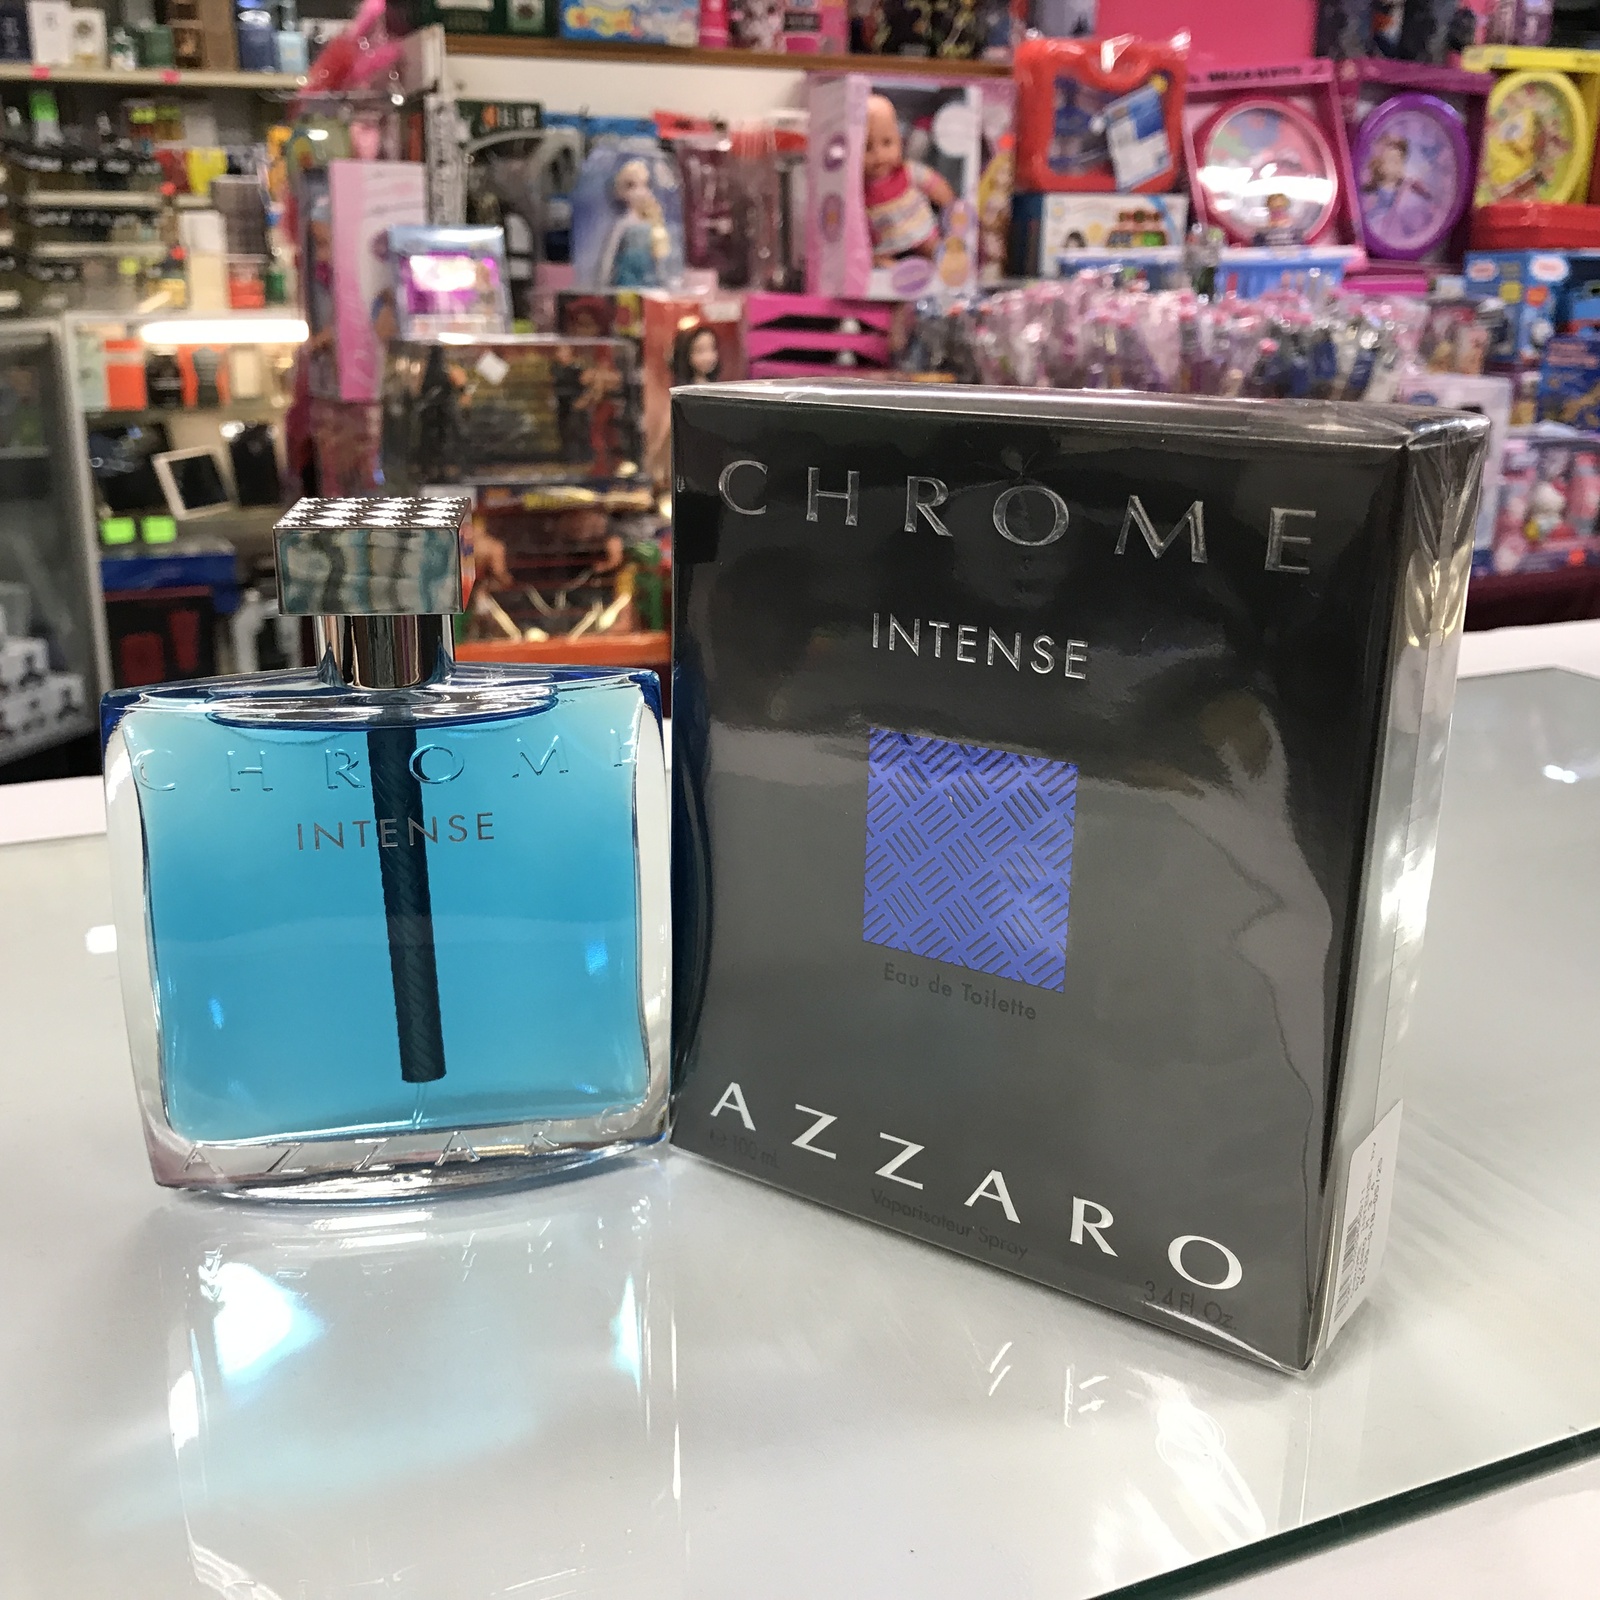 CHROME
INTENSE
AZZARO
CHROME
INTENSE
Eau de Toilette
AZZARO
e 100 mL
Vaporisateur Spray
3.4 Fl. Oz.